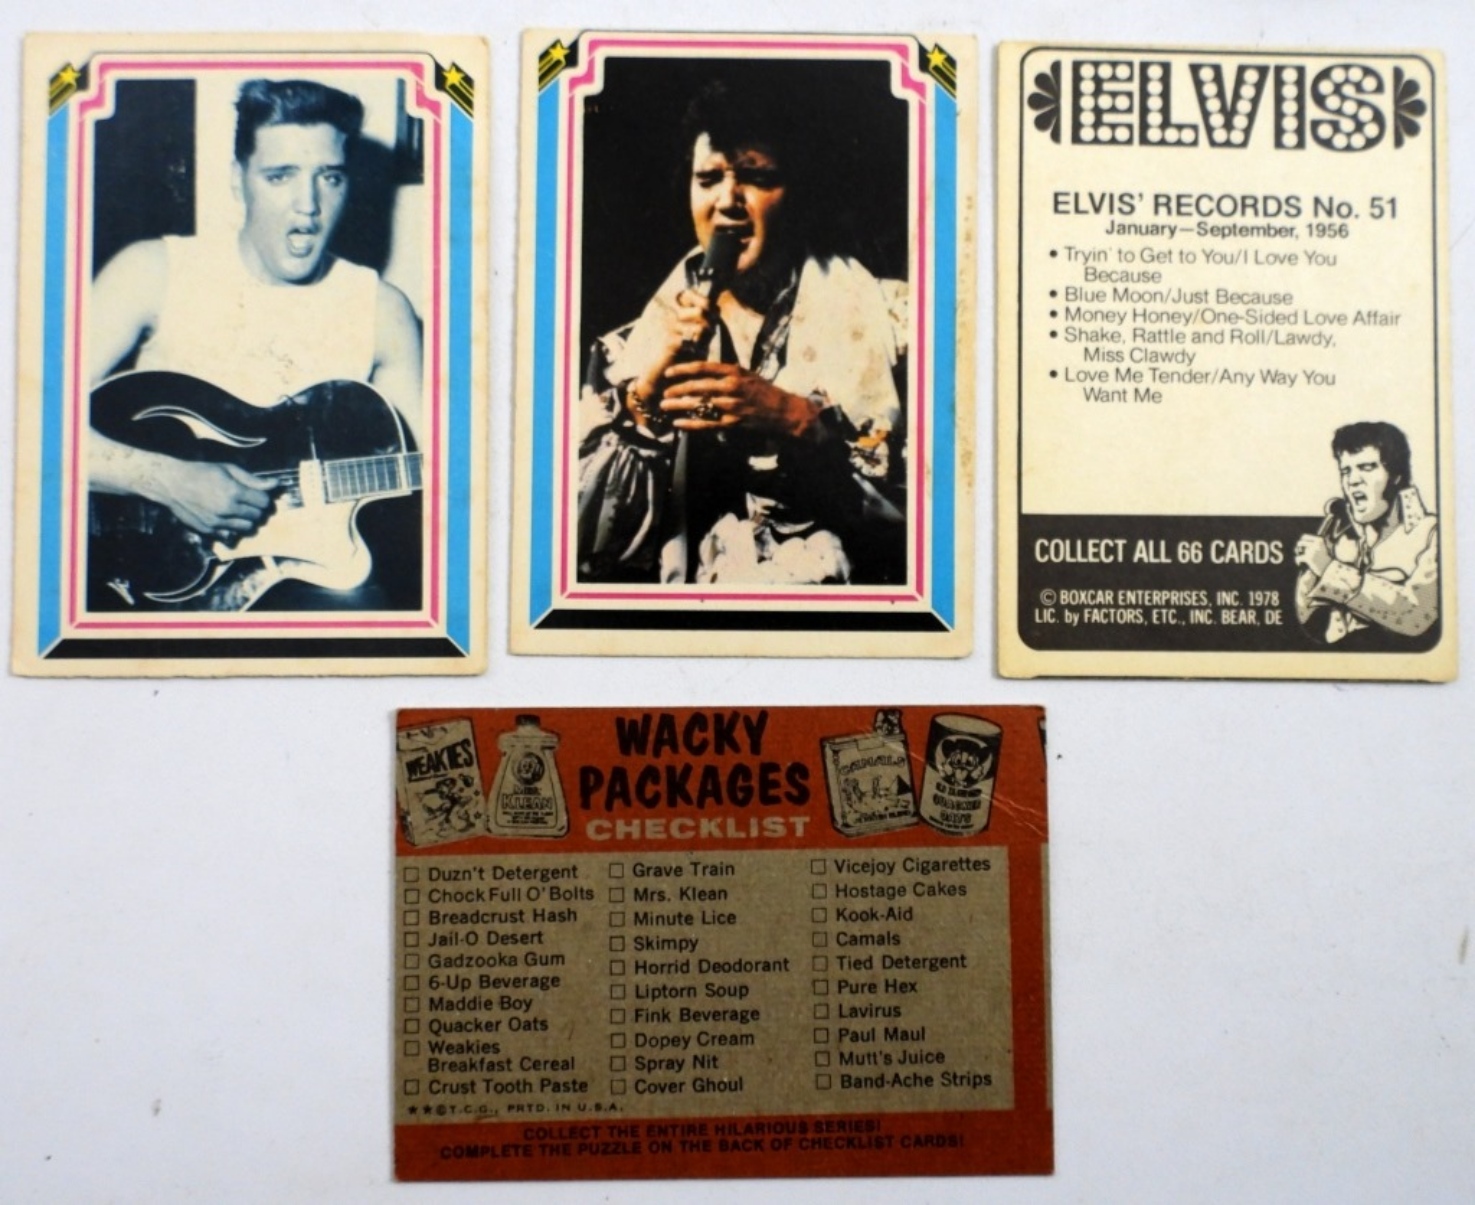 ELVIS
ELVIS' RECORDS No. 51
January—September, 1956
• Tryin' to Get to You/I Love You
Because
• Blue Moon/Just Because
• Money Honey/One-Sided Love Affair
• Shake, Rattle and Roll/Lawdy,
Miss Clawdy
• Love Me Tender/Any Way You
Want Me
COLLECT ALL 66 CARDS
© BOXCAR ENTERPRISES, INC. 1978
LIC. by FACTORS, ETC., INC. BEAR, DE
WACKY
PACKAGES
CHECKLIST
WEAKIES
KLEAN
CAMALS
□ Duzn't Detergent
□ Chock Full O' Bolts
□ Breadcrust Hash
□ Jail-O Desert
□ Gadzooka Gum
□ 6-Up Beverage
□ Maddie Boy
□ Quacker Oats
□ Weakies
Breakfast Cereal
□ Crust Tooth Paste
□ Grave Train
□ Mrs. Klean
□ Minute Lice
□ Skimpy
□ Horrid Deodorant
□ Liptorn Soup
□ Fink Beverage
□ Dopey Cream
□ Spray Nit
□ Cover Ghoul
□ Vicejoy Cigarettes
□ Hostage Cakes
□ Kook-Aid
□ Camals
□ Tied Detergent
□ Pure Hex
□ Lavirus
□ Paul Maul
□ Mutt's Juice
□ Band-Ache Strips
★★©T.C.G., PRTD. IN U.S.A.
COLLECT THE ENTIRE HILARIOUS SERIES!
COMPLETE THE PUZZLE ON THE BACK OF CHECKLIST CARDS!